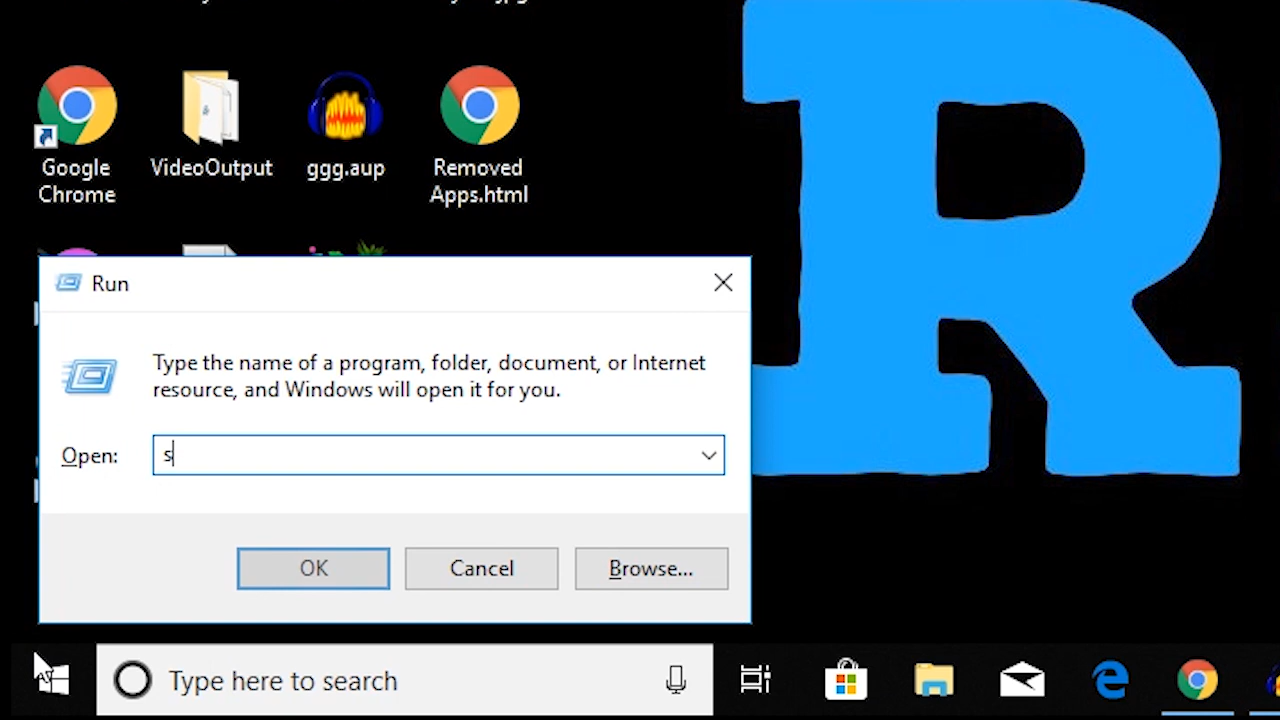 Google
Chrome
VideoOutput
ggg.aup
Removed
Apps.html
R
Run
Type the name of a program, folder, document, or Internet
resource, and Windows will open it for you.
Open:
s
OK
Cancel
Browse...
Type here to search